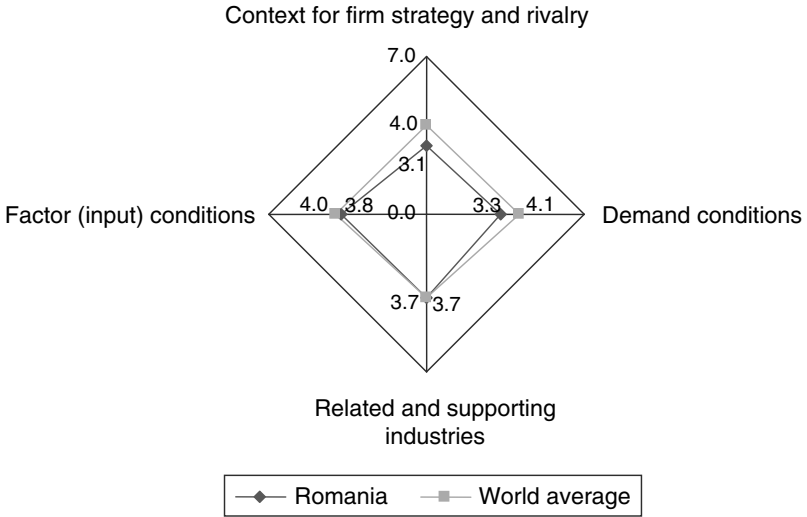 Context for firm strategy and rivalry
7.0
4.0
3.1
Factor (input) conditions
4.0
3.8
0.0
3.3
4.1
Demand conditions
3.7
3.7
Related and supporting
industries
Romania
World average